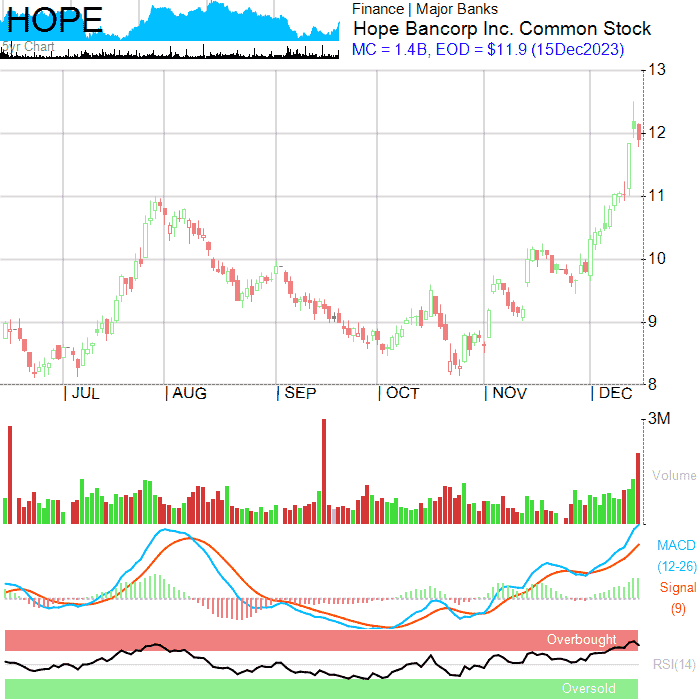 HOPE
5yr Chart
Finance | Major Banks
Hope Bancorp Inc. Common Stock
MC = 1.4B, EOD = $11.9 (15Dec2023)
13
12
11
10
9
8
| JUL | AUG | SEP | OCT | NOV | DEC
3M
Volume
MACD
(12-26)
Signal
(9)
Overbought
RSI(14)
Oversold